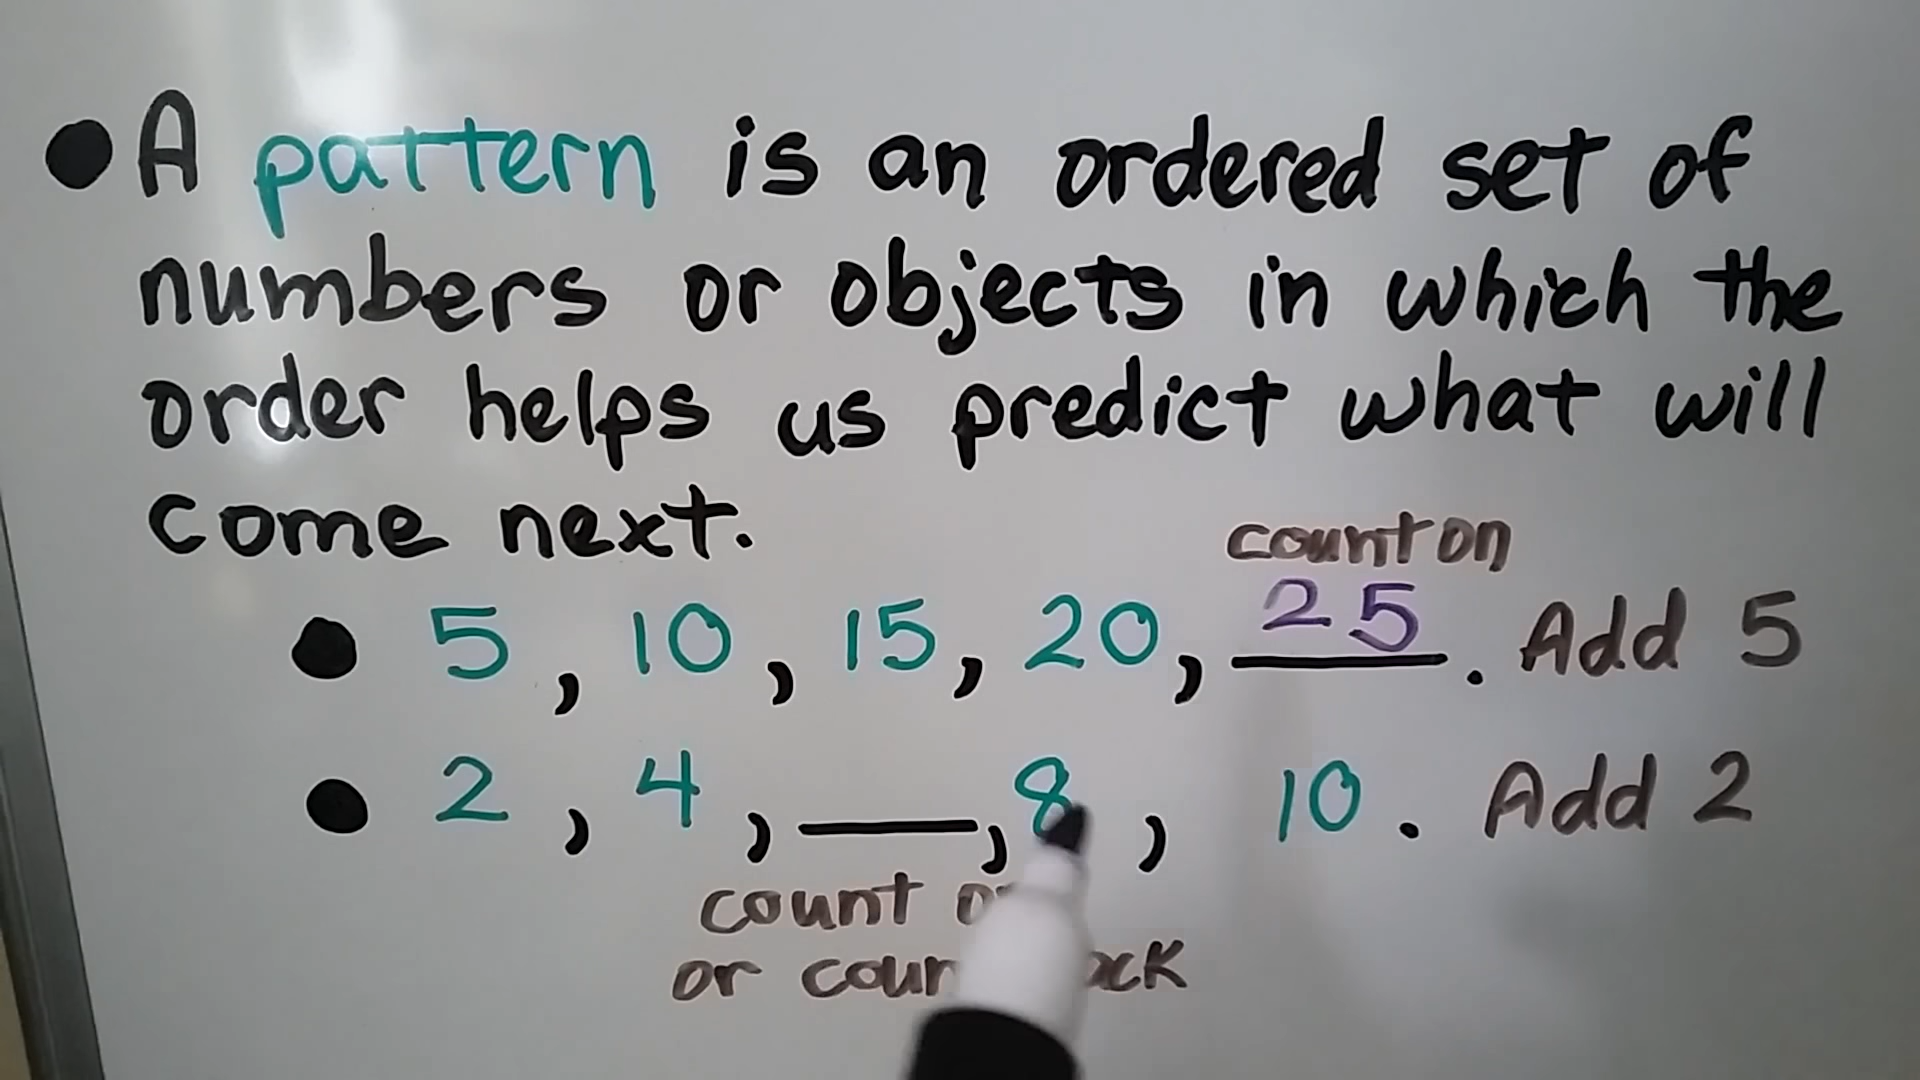 • A pattern is an ordered set of
numbers or objects in which the
order helps us predict what will
come next.
count on
• 5, 10, 15, 20, 25. Add 5
• 2, 4, ___, 8, 10. Add 2
count
or